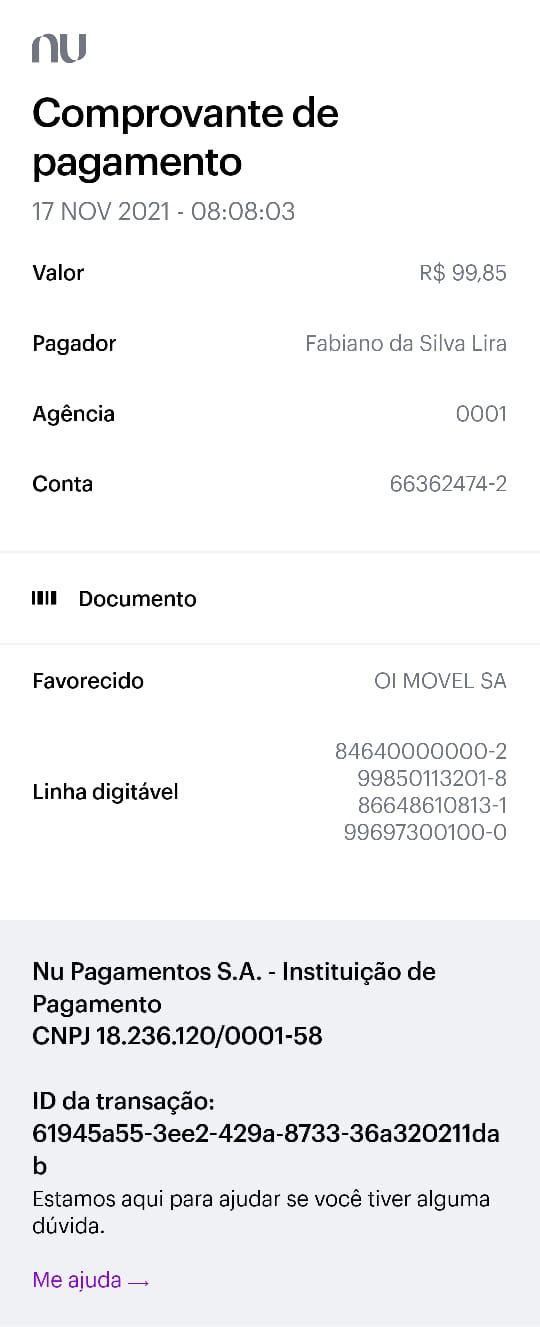 nu
Comprovante de
pagamento
17 NOV 2021 - 08:08:03
Valor R$ 99,85
Pagador Fabiano da Silva Lira
Agência 0001
Conta 66362474-2
Documento
Favorecido OI MOVEL SA
84640000000-2
99850113201-8
Linha digitável
86648610813-1
99697300100-0
Nu Pagamentos S.A. - Instituição de
Pagamento
CNPJ 18.236.120/0001-58
ID da transação:
61945a55-3ee2-429a-8733-36a320211da
b
Estamos aqui para ajudar se você tiver alguma
dúvida.
Me ajuda →